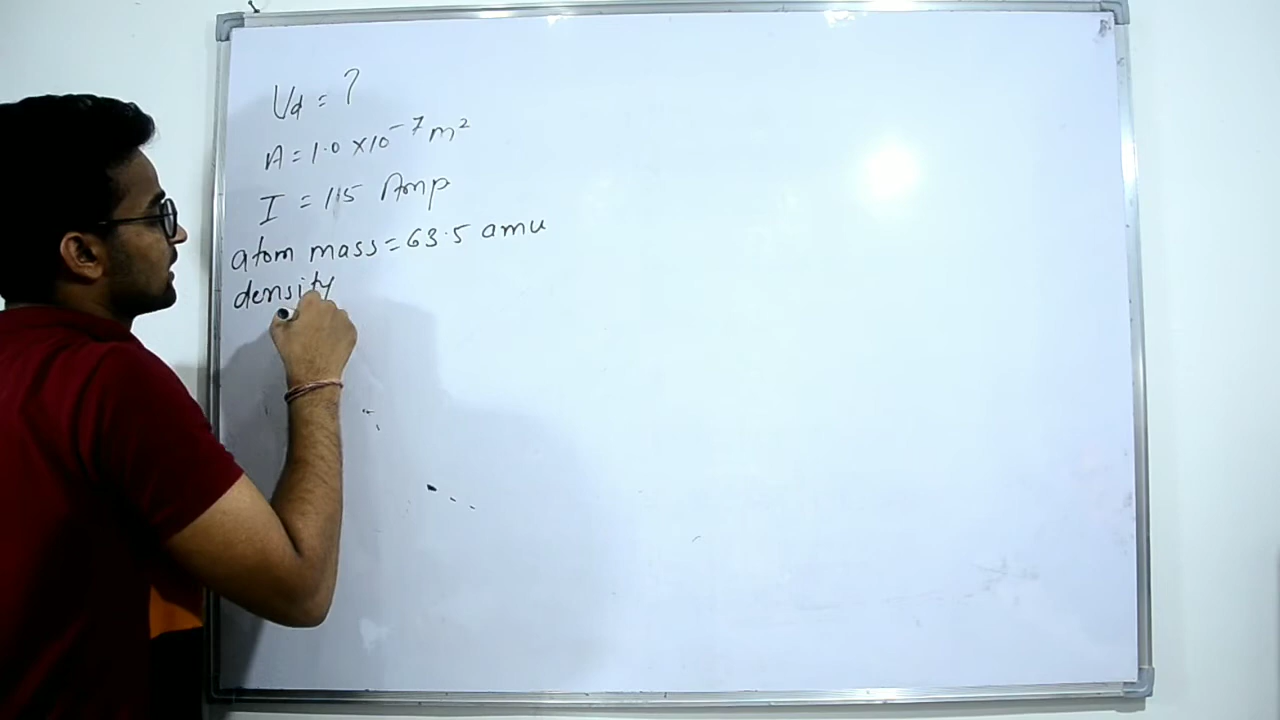 Vd = ?
A = 1.0 × 10⁻⁷ m²
I = 1.5 Amp
atom mass = 63.5 amu
density